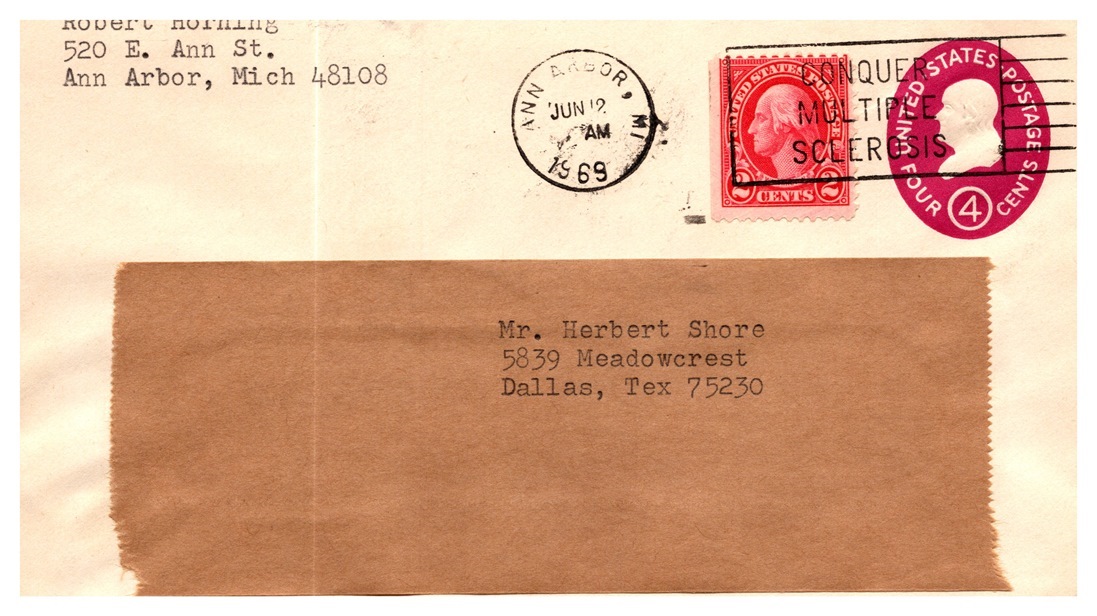 Robert Horning
520 E. Ann St.
Ann Arbor, Mich 48108
ANN ARBOR, MI
JUN 12
AM
1969
CONQUER
MULTIPLE
SCLEROSIS
UNITED STATES POSTAGE
2 CENTS 2
UNITED STATES POSTAGE
FOUR 4 CENTS
Mr. Herbert Shore
5839 Meadowcrest
Dallas, Tex 75230